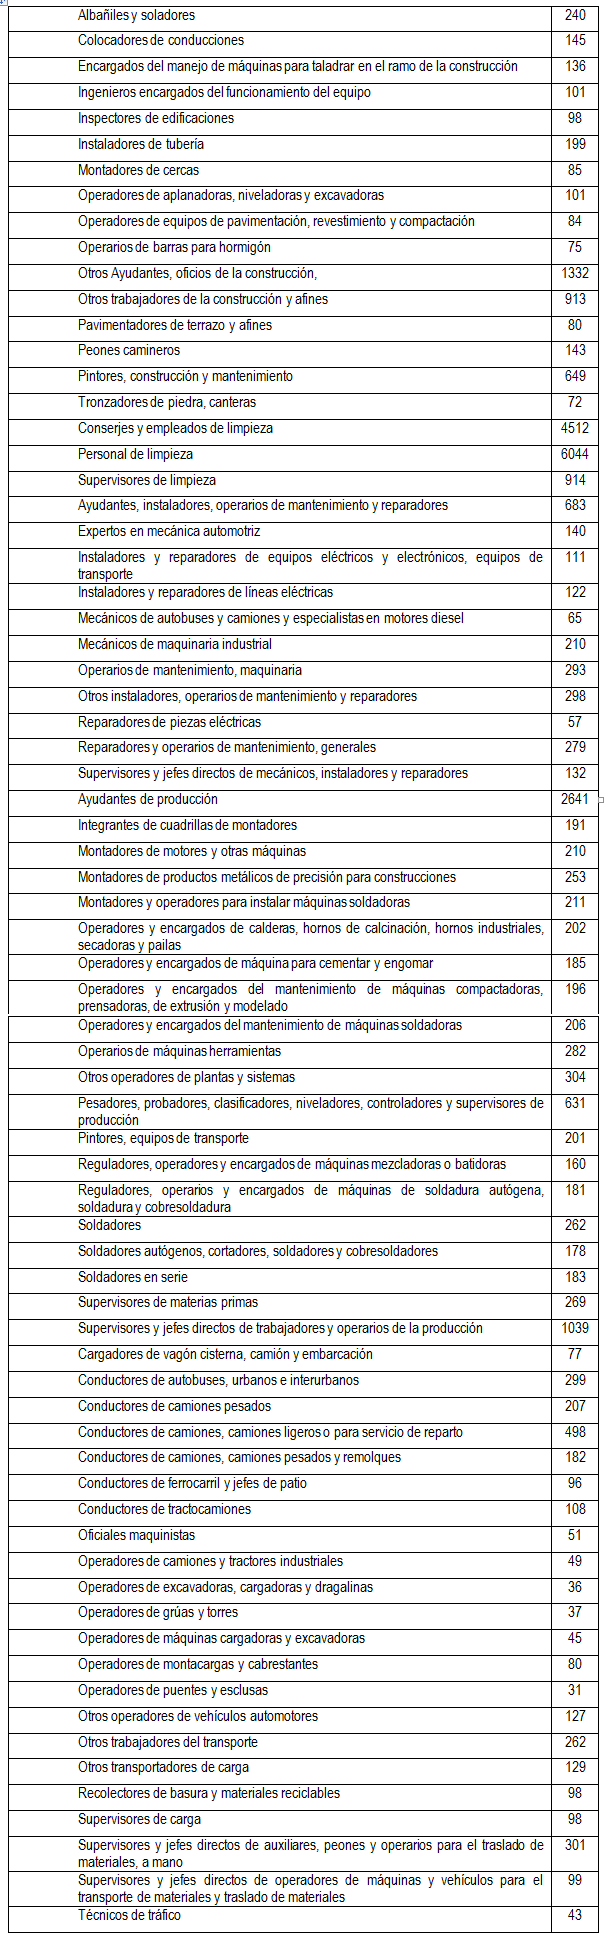 Albañiles y soladores 240
Colocadores de conducciones 145
Encargados del manejo de máquinas para taladrar en el ramo de la construcción 136
Ingenieros encargados del funcionamiento del equipo 101
Inspectores de edificaciones 98
Instaladores de tubería 199
Montadores de cercas 85
Operadores de aplanadoras, niveladoras y excavadoras 101
Operadores de equipos de pavimentación, revestimiento y compactación 84
Operarios de barras para hormigón 75
Otros Ayudantes, oficios de la construcción, 1332
Otros trabajadores de la construcción y afines 913
Pavimentadores de terrazo y afines 80
Peones camineros 143
Pintores, construcción y mantenimiento 649
Tronzadores de piedra, canteras 72
Conserjes y empleados de limpieza 4512
Personal de limpieza 6044
Supervisores de limpieza 914
Ayudantes, instaladores, operarios de mantenimiento y reparadores 683
Expertos en mecánica automotriz 140
Instaladores y reparadores de equipos eléctricos y electrónicos, equipos de 111
transporte
Instaladores y reparadores de líneas eléctricas 122
Mecánicos de autobuses y camiones y especialistas en motores diesel 65
Mecánicos de maquinaria industrial 210
Operarios de mantenimiento, maquinaria 293
Otros instaladores, operarios de mantenimiento y reparadores 298
Reparadores de piezas eléctricas 57
Reparadores y operarios de mantenimiento, generales 279
Supervisores y jefes directos de mecánicos, instaladores y reparadores 132
Ayudantes de producción 2641
Integrantes de cuadrillas de montadores 191
Montadores de motores y otras máquinas 210
Montadores de productos metálicos de precisión para construcciones 253
Montadores y operadores para instalar máquinas soldadoras 211
Operadores y encargados de calderas, hornos de calcinación, hornos industriales, 202
secadoras y pailas
Operadores y encargados de máquina para cementar y engomar 185
Operadores y encargados del mantenimiento de máquinas compactadoras, 196
prensadoras, de extrusión y modelado
Operadores y encargados del mantenimiento de máquinas soldadoras 206
Operarios de máquinas herramientas 282
Otros operadores de plantas y sistemas 304
Pesadores, probadores, clasificadores, niveladores, controladores y supervisores de 631
producción
Pintores, equipos de transporte 201
Reguladores, operadores y encargados de máquinas mezcladoras o batidoras 160
Reguladores, operarios y encargados de máquinas de soldadura autógena, 181
soldadura y cobresoldadura
Soldadores 262
Soldadores autógenos, cortadores, soldadores y cobresoldadores 178
Soldadores en serie 183
Supervisores de materias primas 269
Supervisores y jefes directos de trabajadores y operarios de la producción 1039
Cargadores de vagón cisterna, camión y embarcación 77
Conductores de autobuses, urbanos e interurbanos 299
Conductores de camiones pesados 207
Conductores de camiones, camiones ligeros o para servicio de reparto 498
Conductores de camiones, camiones pesados y remolques 182
Conductores de ferrocarril y jefes de patio 96
Conductores de tractocamiones 108
Oficiales maquinistas 51
Operadores de camiones y tractores industriales 49
Operadores de excavadoras, cargadoras y dragalinas 36
Operadores de grúas y torres 37
Operadores de máquinas cargadoras y excavadoras 45
Operadores de montacargas y cabrestantes 80
Operadores de puentes y esclusas 31
Otros operadores de vehículos automotores 127
Otros trabajadores del transporte 262
Otros transportadores de carga 129
Recolectores de basura y materiales reciclables 98
Supervisores de carga 98
Supervisores y jefes directos de auxiliares, peones y operarios para el traslado de 301
materiales, a mano
Supervisores y jefes directos de operadores de máquinas y vehículos para el 99
transporte de materiales y traslado de materiales
Técnicos de tráfico 43